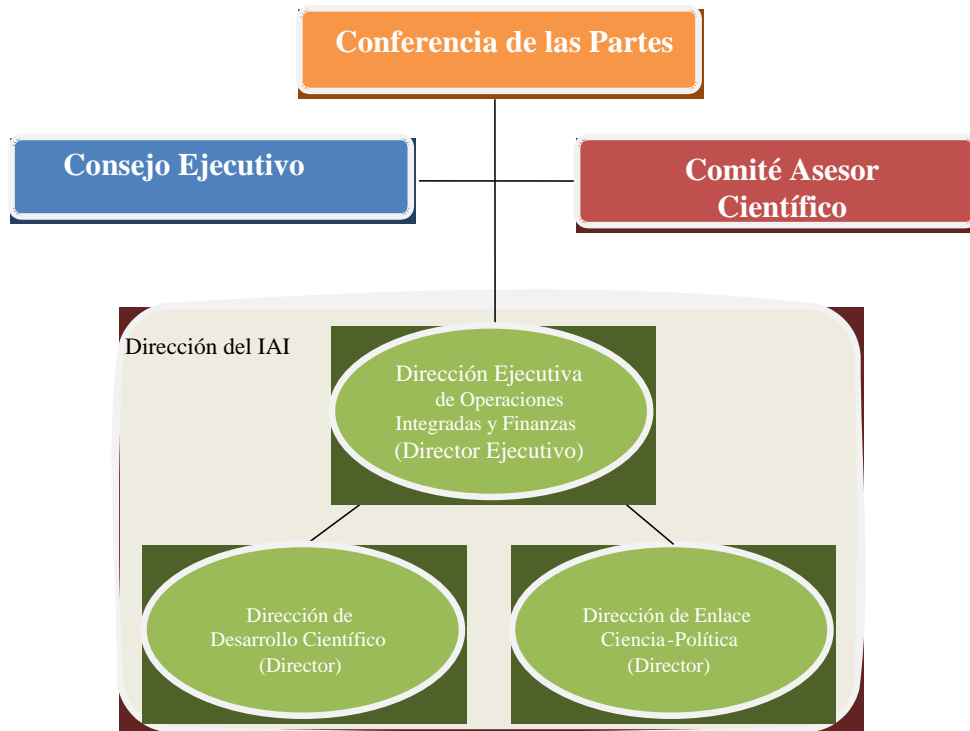 Conferencia de las Partes
Consejo Ejecutivo
Comité Asesor
Científico
Dirección del IAI
Dirección Ejecutiva
de Operaciones
Integradas y Finanzas
(Director Ejecutivo)
Dirección de
Desarrollo Científico
(Director)
Dirección de Enlace
Ciencia-Política
(Director)